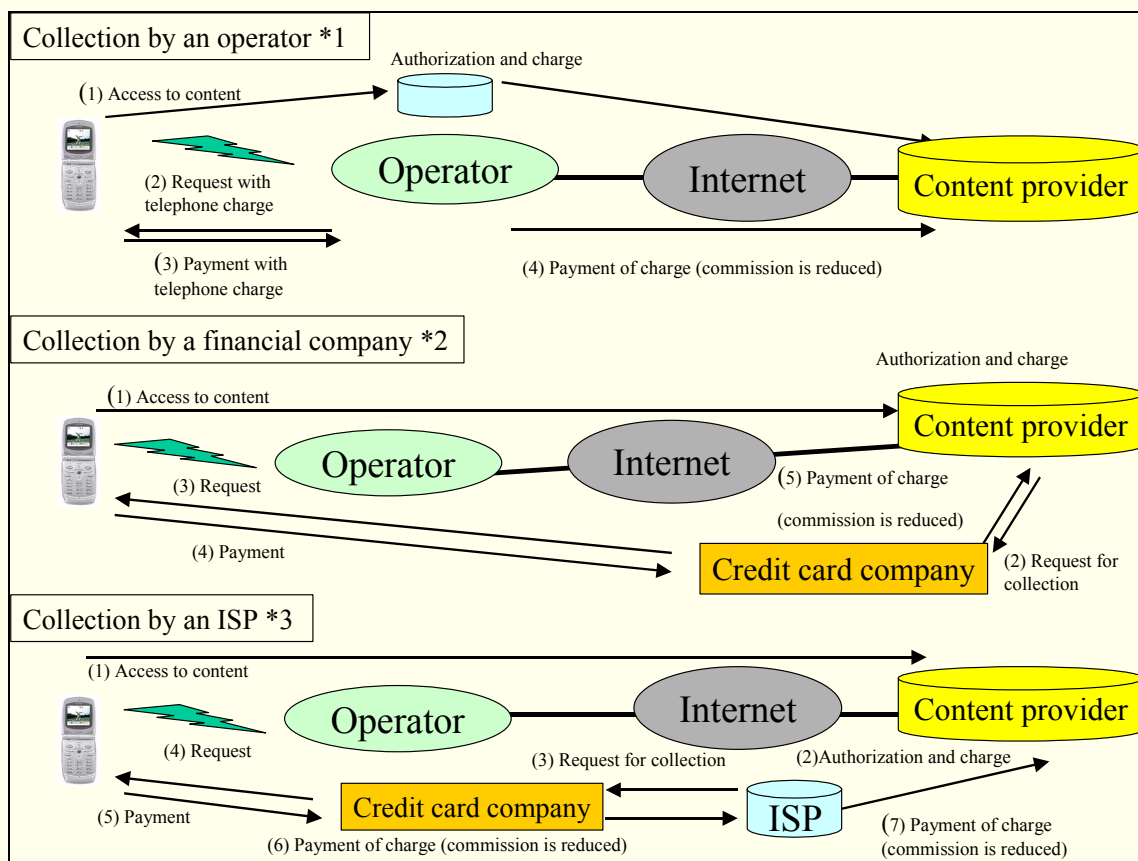 Collection by an operator *1
Authorization and charge
(1) Access to content
Operator
Internet
Content provider
(2) Request with
telephone charge
(3) Payment with
telephone charge
(4) Payment of charge (commission is reduced)
Collection by a financial company *2
Authorization and charge
(1) Access to content
Content provider
Operator
Internet
(3) Request
(5) Payment of charge
(commission is reduced)
(4) Payment
Credit card company
(2) Request for
collection
Collection by an ISP *3
(1) Access to content
Operator
Internet
Content provider
(4) Request
(3) Request for collection
(2)Authorization and charge
(5) Payment
Credit card company
ISP
(6) Payment of charge (commission is reduced)
(7) Payment of charge
(commission is reduced)